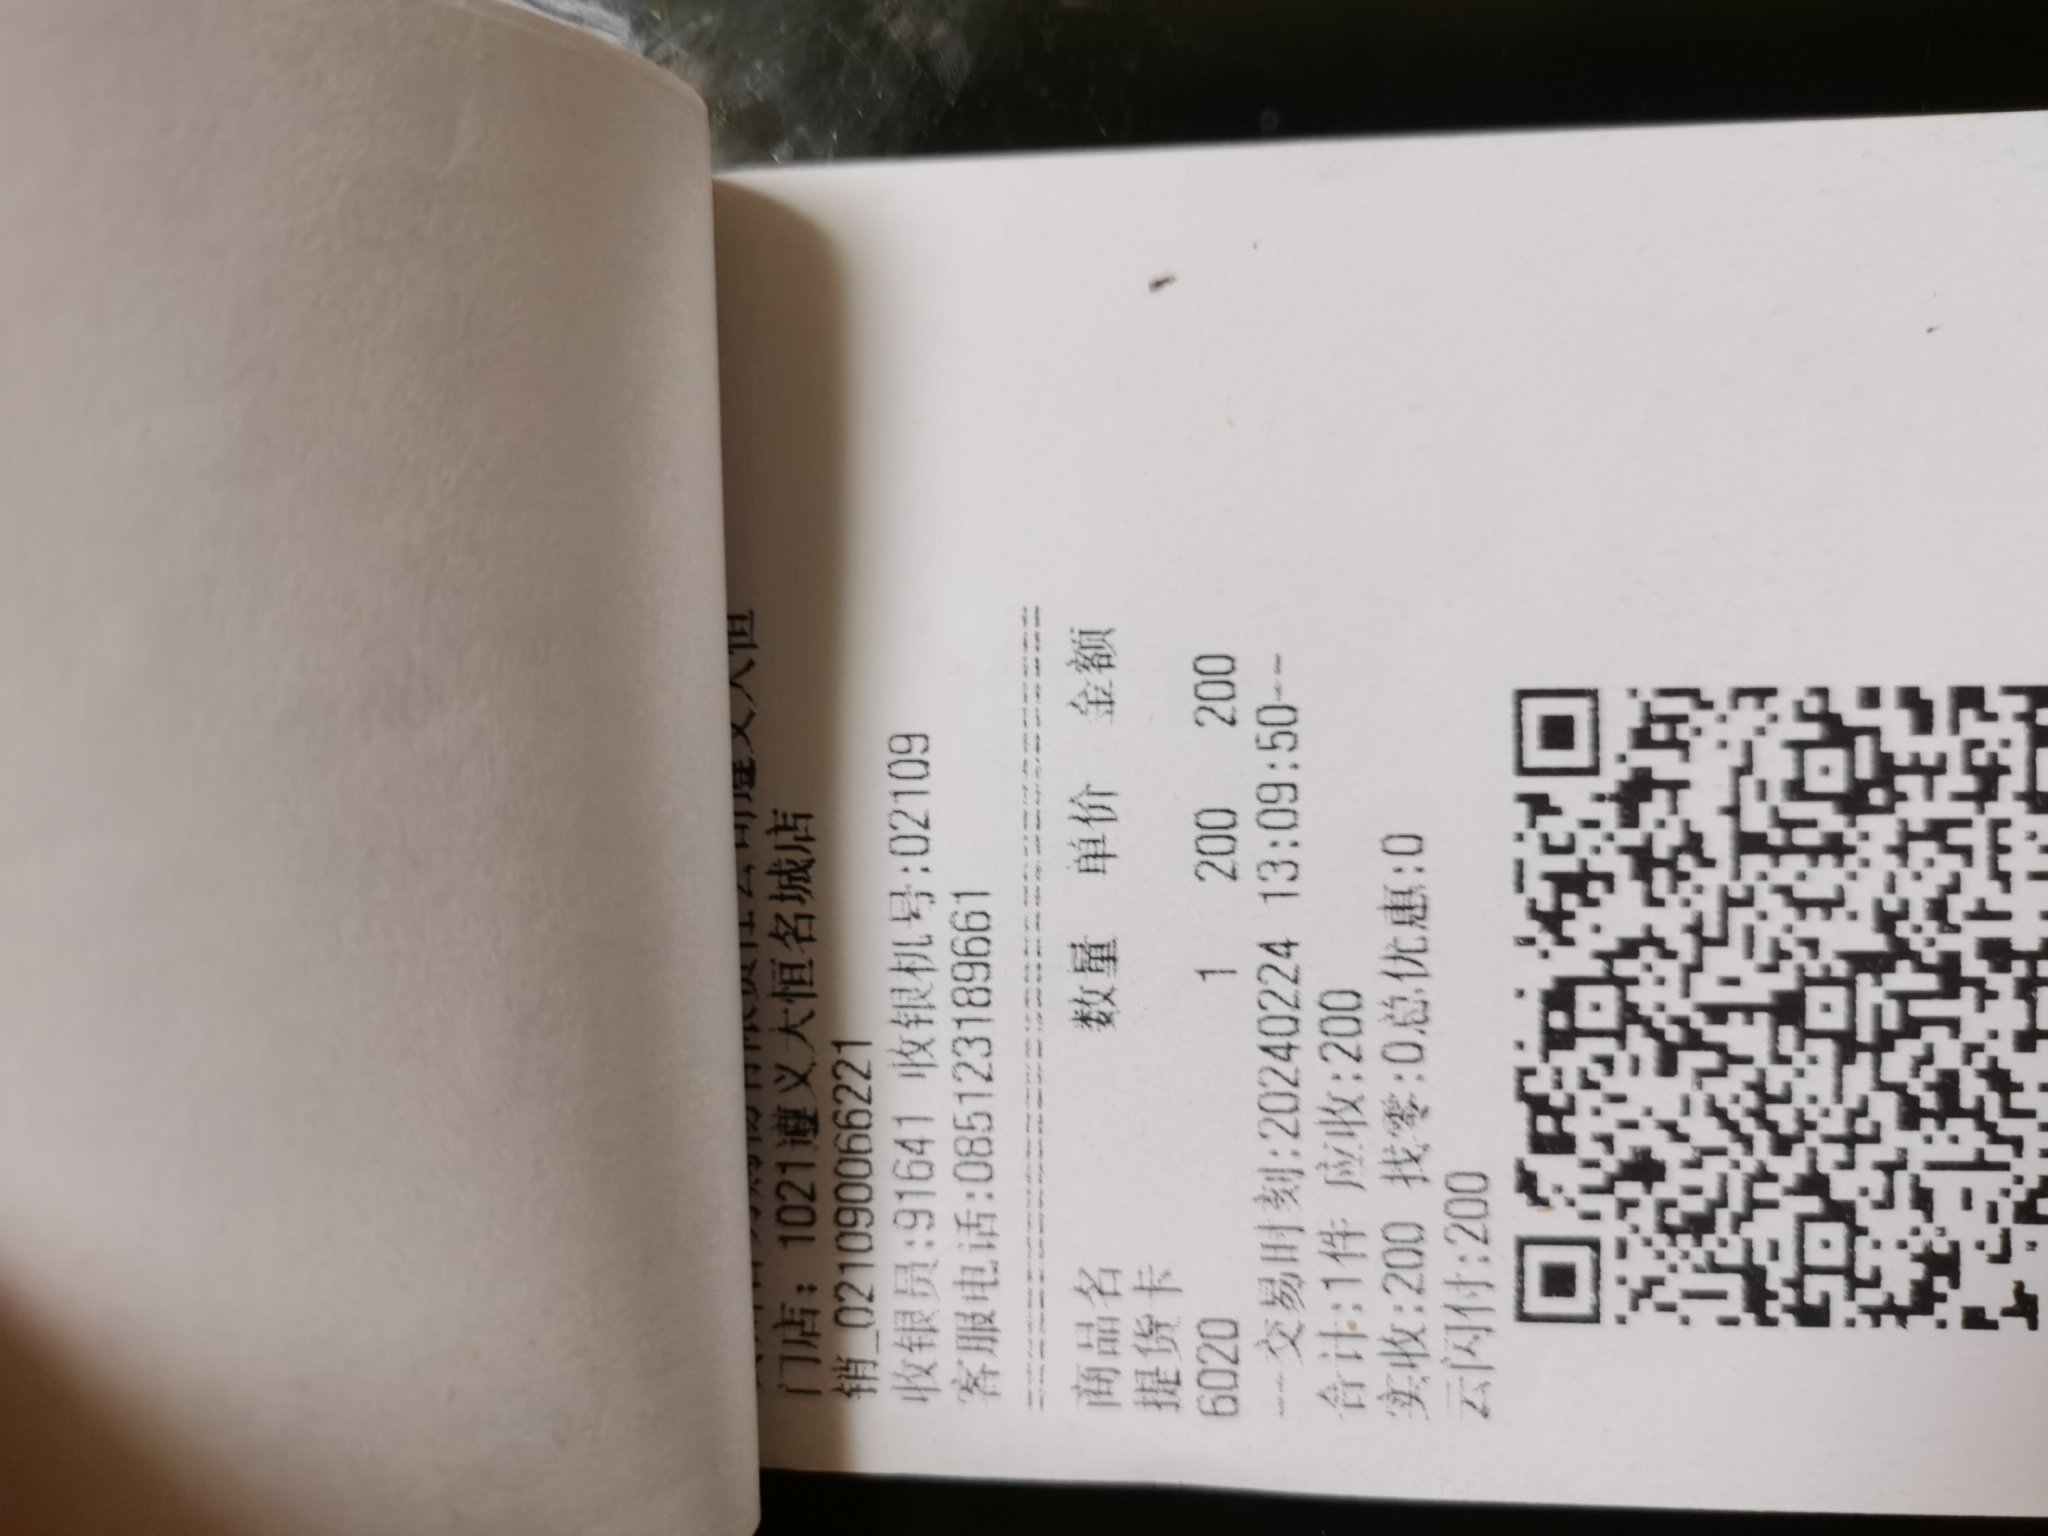 门店: 1021遵义大恒名城店
销_021090066221
收银员:91641 收银机号:02109
客服电话:085123189661
商品名 数量 单价 金额
提货卡
6020 1 200 200
---交易时刻:20240224 13:09:50--
合计:1件 应收:200
实收:200 找零:0总优惠:0
云闪付:200